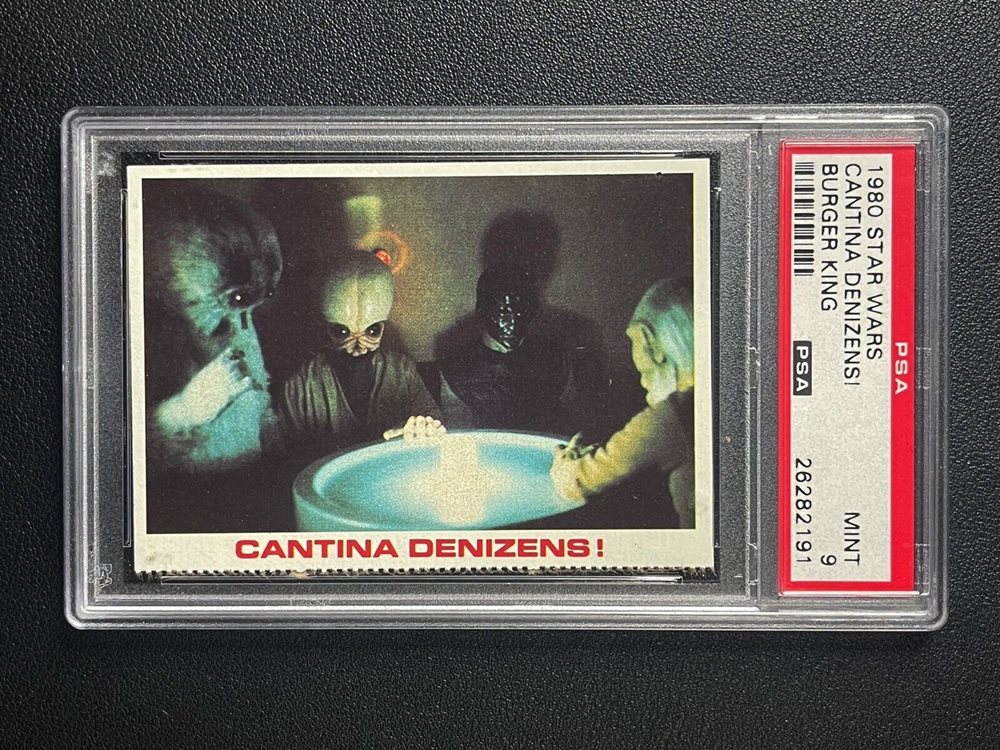 CANTINA DENIZENS!
PSA
1980 STAR WARS
CANTINA DENIZENS!
BURGER KING
PSA
MINT
9
26282191